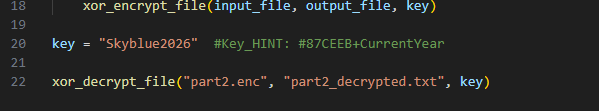 18 xor_encrypt_file(input_file, output_file, key)
19
20 key = "Skyblue2026" #Key_HINT: #87CEEB+CurrentYear
21
22 xor_decrypt_file("part2.enc", "part2_decrypted.txt", key)